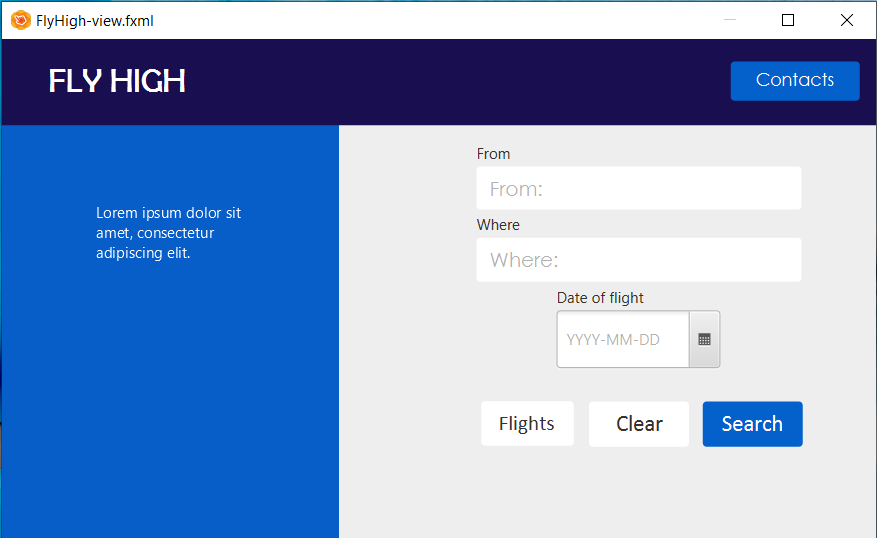 FlyHigh-view.fxml
FLY HIGH
Contacts
Lorem ipsum dolor sit
amet, consectetur
adipiscing elit.
From
From:
Where
Where:
Date of flight
YYYY-MM-DD
Flights
Clear
Search